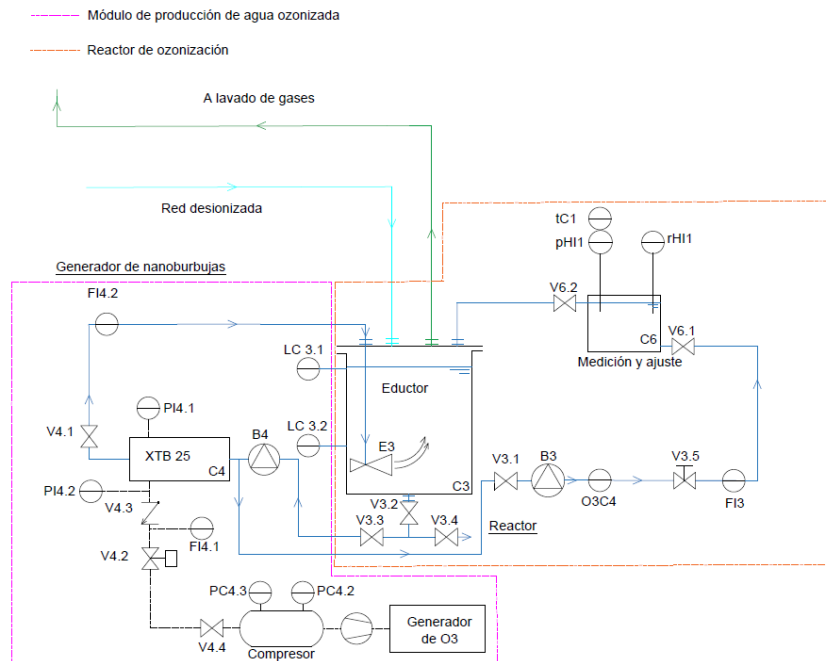 Módulo de producción de agua ozonizada
Reactor de ozonización
A lavado de gases
Red desionizada
tC1
pHI1
rHI1
Generador de nanoburbujas
V6.2
FI4.2
C6
V6.1
Medición y ajuste
LC 3.1
Eductor
PI4.1
V4.1
B4
LC 3.2
E3
XTB 25
C4
V3.1
B3
V3.5
PI4.2
C3
O3C4
FI3
V4.3
V3.2
V3.3
V3.4
Reactor
FI4.1
V4.2
PC4.3
PC4.2
Generador
de O3
V4.4
Compresor